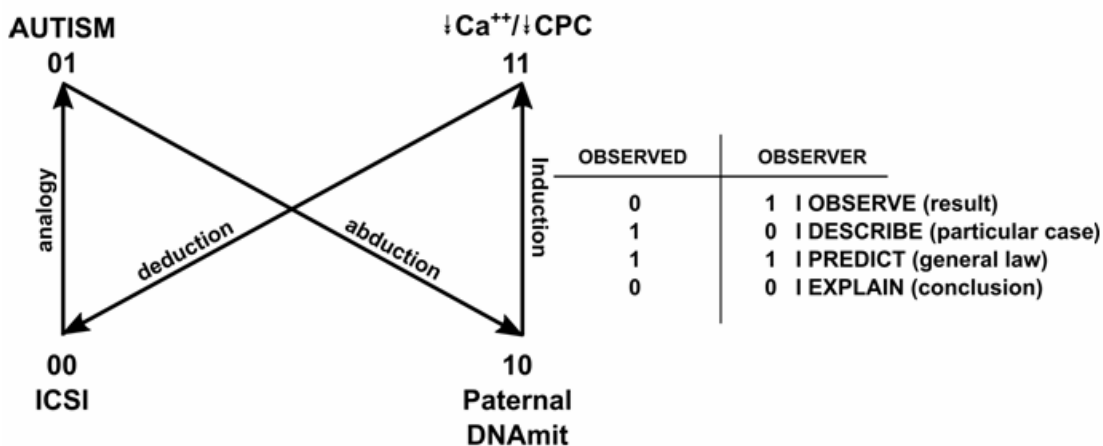 AUTISM
01
⇃Ca⁺⁺/⇃CPC
11
analogy
deduction
abduction
Induction
00
ICSI
10
Paternal
DNAmit
OBSERVED OBSERVER
0 1 I OBSERVE (result)
1 0 I DESCRIBE (particular case)
1 1 I PREDICT (general law)
0 0 I EXPLAIN (conclusion)